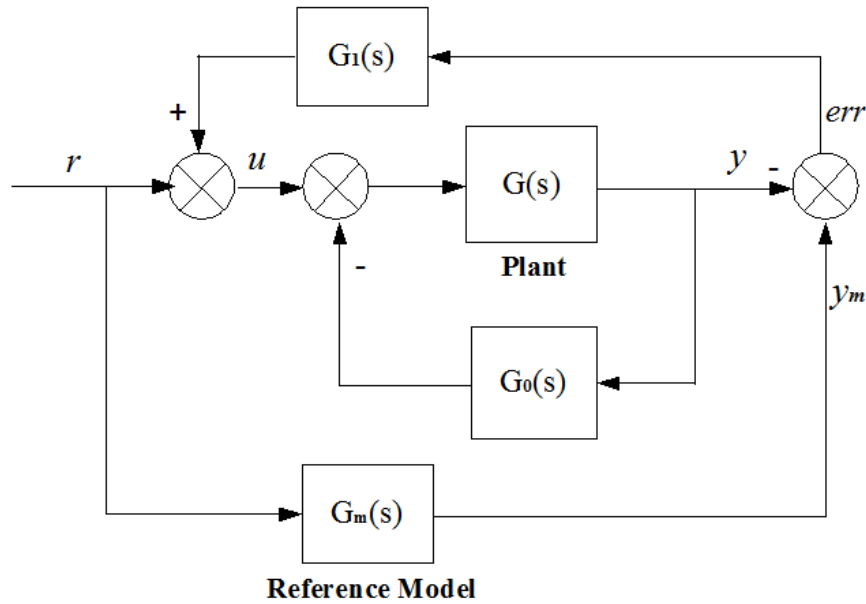 G₁(s)
+
err
r
u
G(s)
y
-
Plant
-
yₘ
G₀(s)
Gₘ(s)
Reference Model